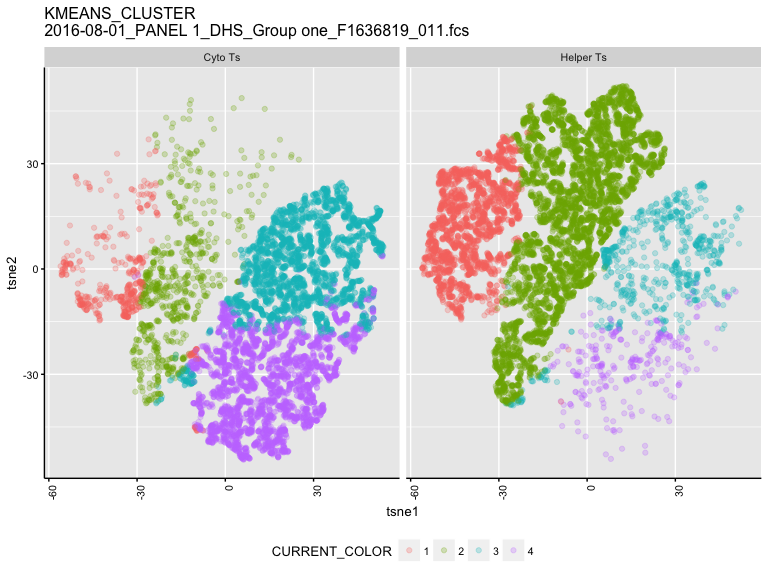 KMEANS_CLUSTER
2016-08-01_PANEL 1_DHS_Group one_F1636819_011.fcs
Cyto Ts
Helper Ts
30
0
-30
tsne2
-60
-30
0
30
-60
-30
0
30
tsne1
CURRENT_COLOR 1 2 3 4